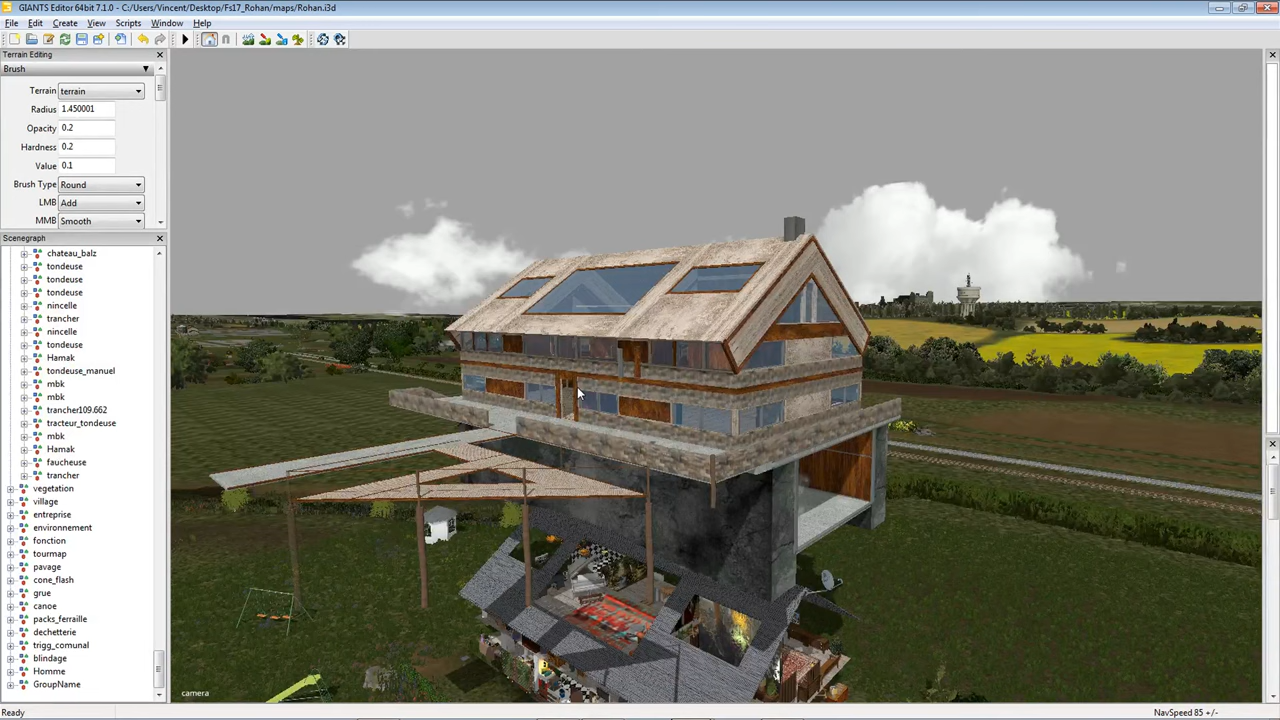 GIANTS Editor 64bit 7.1.0 - C:/Users/Vincent/Desktop/Fs17_Rohan/maps/Rohan.i3d
File Edit Create View Scripts Window Help
Terrain Editing
Brush
Terrain terrain
Radius 1.450001
Opacity 0.2
Hardness 0.2
Value 0.1
Brush Type Round
LMB Add
MMB Smooth
Scenegraph
chateau_balz
tondeuse
tondeuse
tondeuse
nincelle
trancher
nincelle
tondeuse
Hamak
tondeuse_manuel
mbk
mbk
trancher109.662
tracteur_tondeuse
mbk
Hamak
faucheuse
trancher
vegetation
village
entreprise
environnement
fonction
tourmap
pavage
cone_flash
grue
canoe
packs_ferraille
dechetterie
trigg_comunal
blindage
Homme
GroupName
camera
Ready
NavSpeed 85 +/-